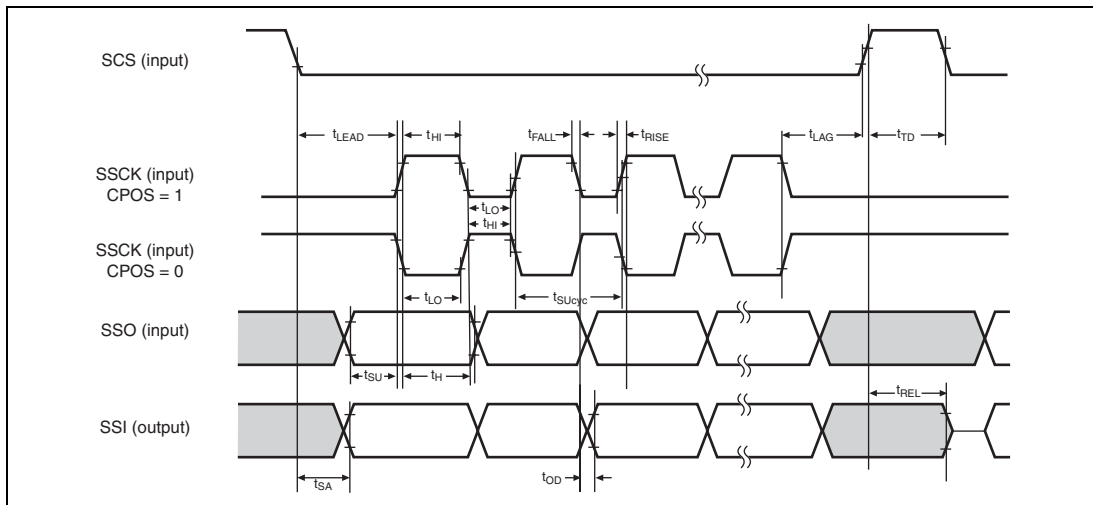 SCS (input)
tLEAD
tHI
tFALL
tRISE
tLAG
tTD
SSCK (input)
CPOS = 1
tLO
tHI
SSCK (input)
CPOS = 0
tLO
tSUcyc
SSO (input)
tSU
tH
tREL
SSI (output)
tSA
tOD